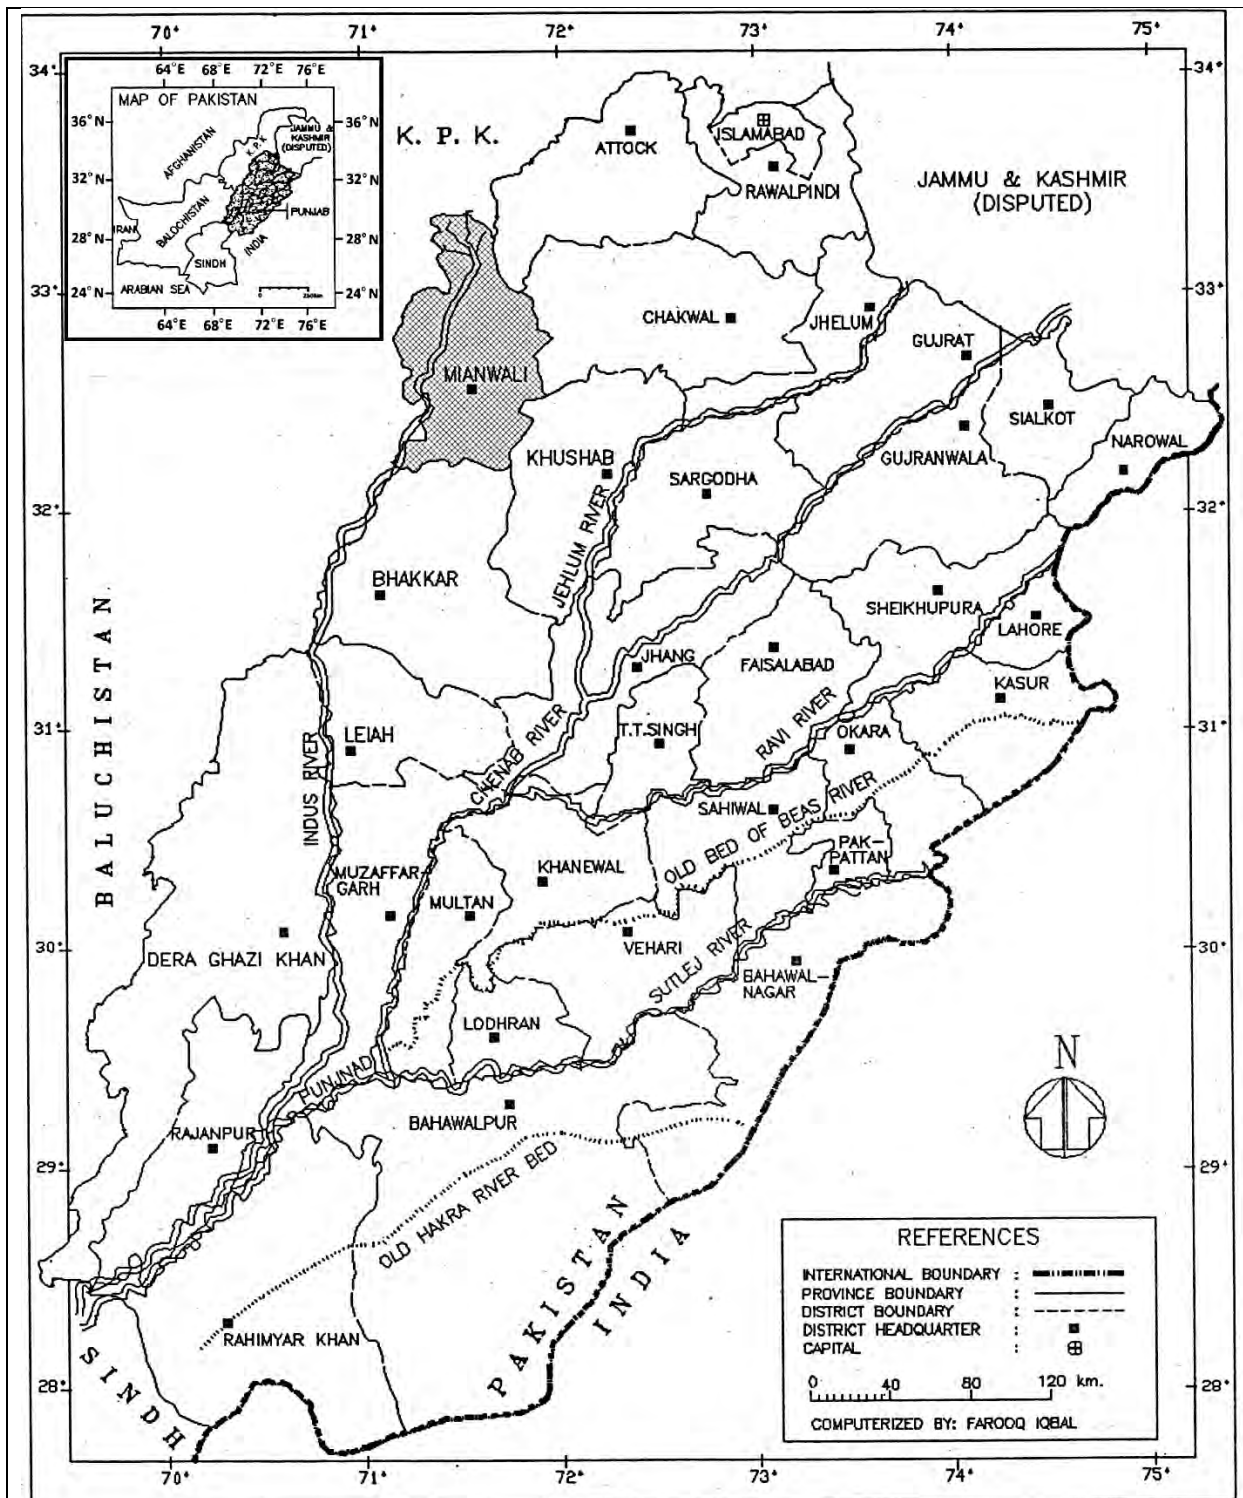 70° 71° 72° 73° 74° 75°
34° 34°
64°E 68°E 72°E 76°E
MAP OF PAKISTAN
36°N 36°N
JAMMU &
KASHMIR
(DISPUTED)
K.P.K
AFGHANISTAN
32°N 32°N
BALOCHISTAN
PUNJAB
IRAN
28°N 28°N
INDIA
SINDH
ARABIAN SEA
24°N 24°N
64°E 68°E 72°E 76°E
K. P. K.
ISLAMABAD
ATTOCK
RAWALPINDI
JAMMU & KASHMIR
(DISPUTED)
33° 33°
CHAKWAL
JHELUM
GUJRAT
MIANWALI
SIALKOT
NAROWAL
KHUSHAB
GUJRANWALA
SARGODHA
32° 32°
JEHLUM RIVER
BHAKKAR
SHEIKHUPURA
LAHORE
JHANG
FAISALABAD
KASUR
BALUCHISTAN
31° 31°
LEIAH
T.T.SINGH
CHENAB RIVER
RAVI RIVER
OKARA
INDUS RIVER
SAHIWAL
OLD BED OF BEAS RIVER
PAK-
PATTAN
KHANEWAL
MUZAFFAR-
GARH
MULTAN
30° 30°
VEHARI
DERA GHAZI KHAN
SUTLEJ RIVER
BAHAWAL-
NAGAR
LODHRAN
N
PUNJNAD
BAHAWALPUR
RAJANPUR
29° 29°
OLD HAKRA RIVER BED
PAKISTAN
INDIA
RAHIMYAR KHAN
SINDH
28° 28°
REFERENCES
INTERNATIONAL BOUNDARY :
PROVINCE BOUNDARY :
DISTRICT BOUNDARY :
DISTRICT HEADQUARTER :
CAPITAL :
0 40 80 120 km.
COMPUTERIZED BY: FAROOQ IQBAL
70° 71° 72° 73° 74° 75°